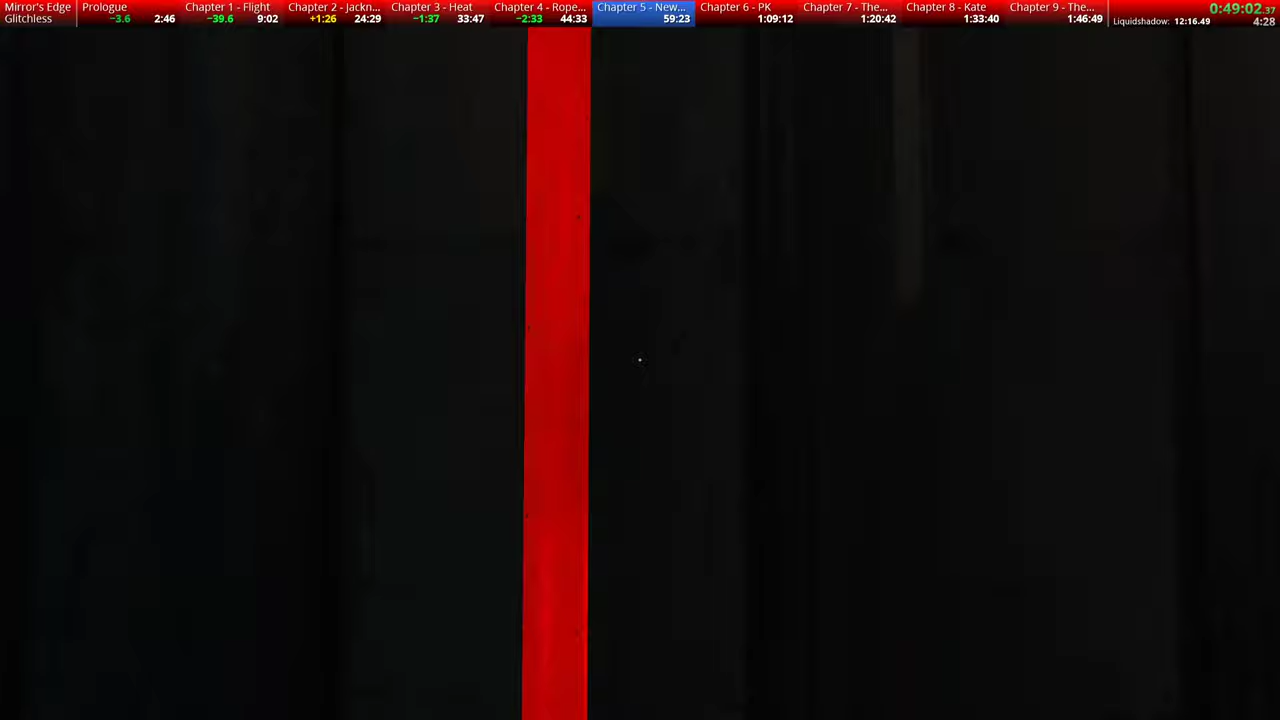 Mirror's Edge Prologue Chapter 1 - Flight Chapter 2 - Jackn... Chapter 3 - Heat Chapter 4 - Rope... Chapter 5 - New... Chapter 6 - PK Chapter 7 - The... Chapter 8 - Kate Chapter 9 - The... 0:49:02.37
Glitchless −3.6 2:46 −39.6 9:02 +1:26 24:29 −1:37 33:47 −2:33 44:33 59:23 1:09:12 1:20:42 1:33:40 1:46:49 Liquidshadow: 12:16.49 4:28